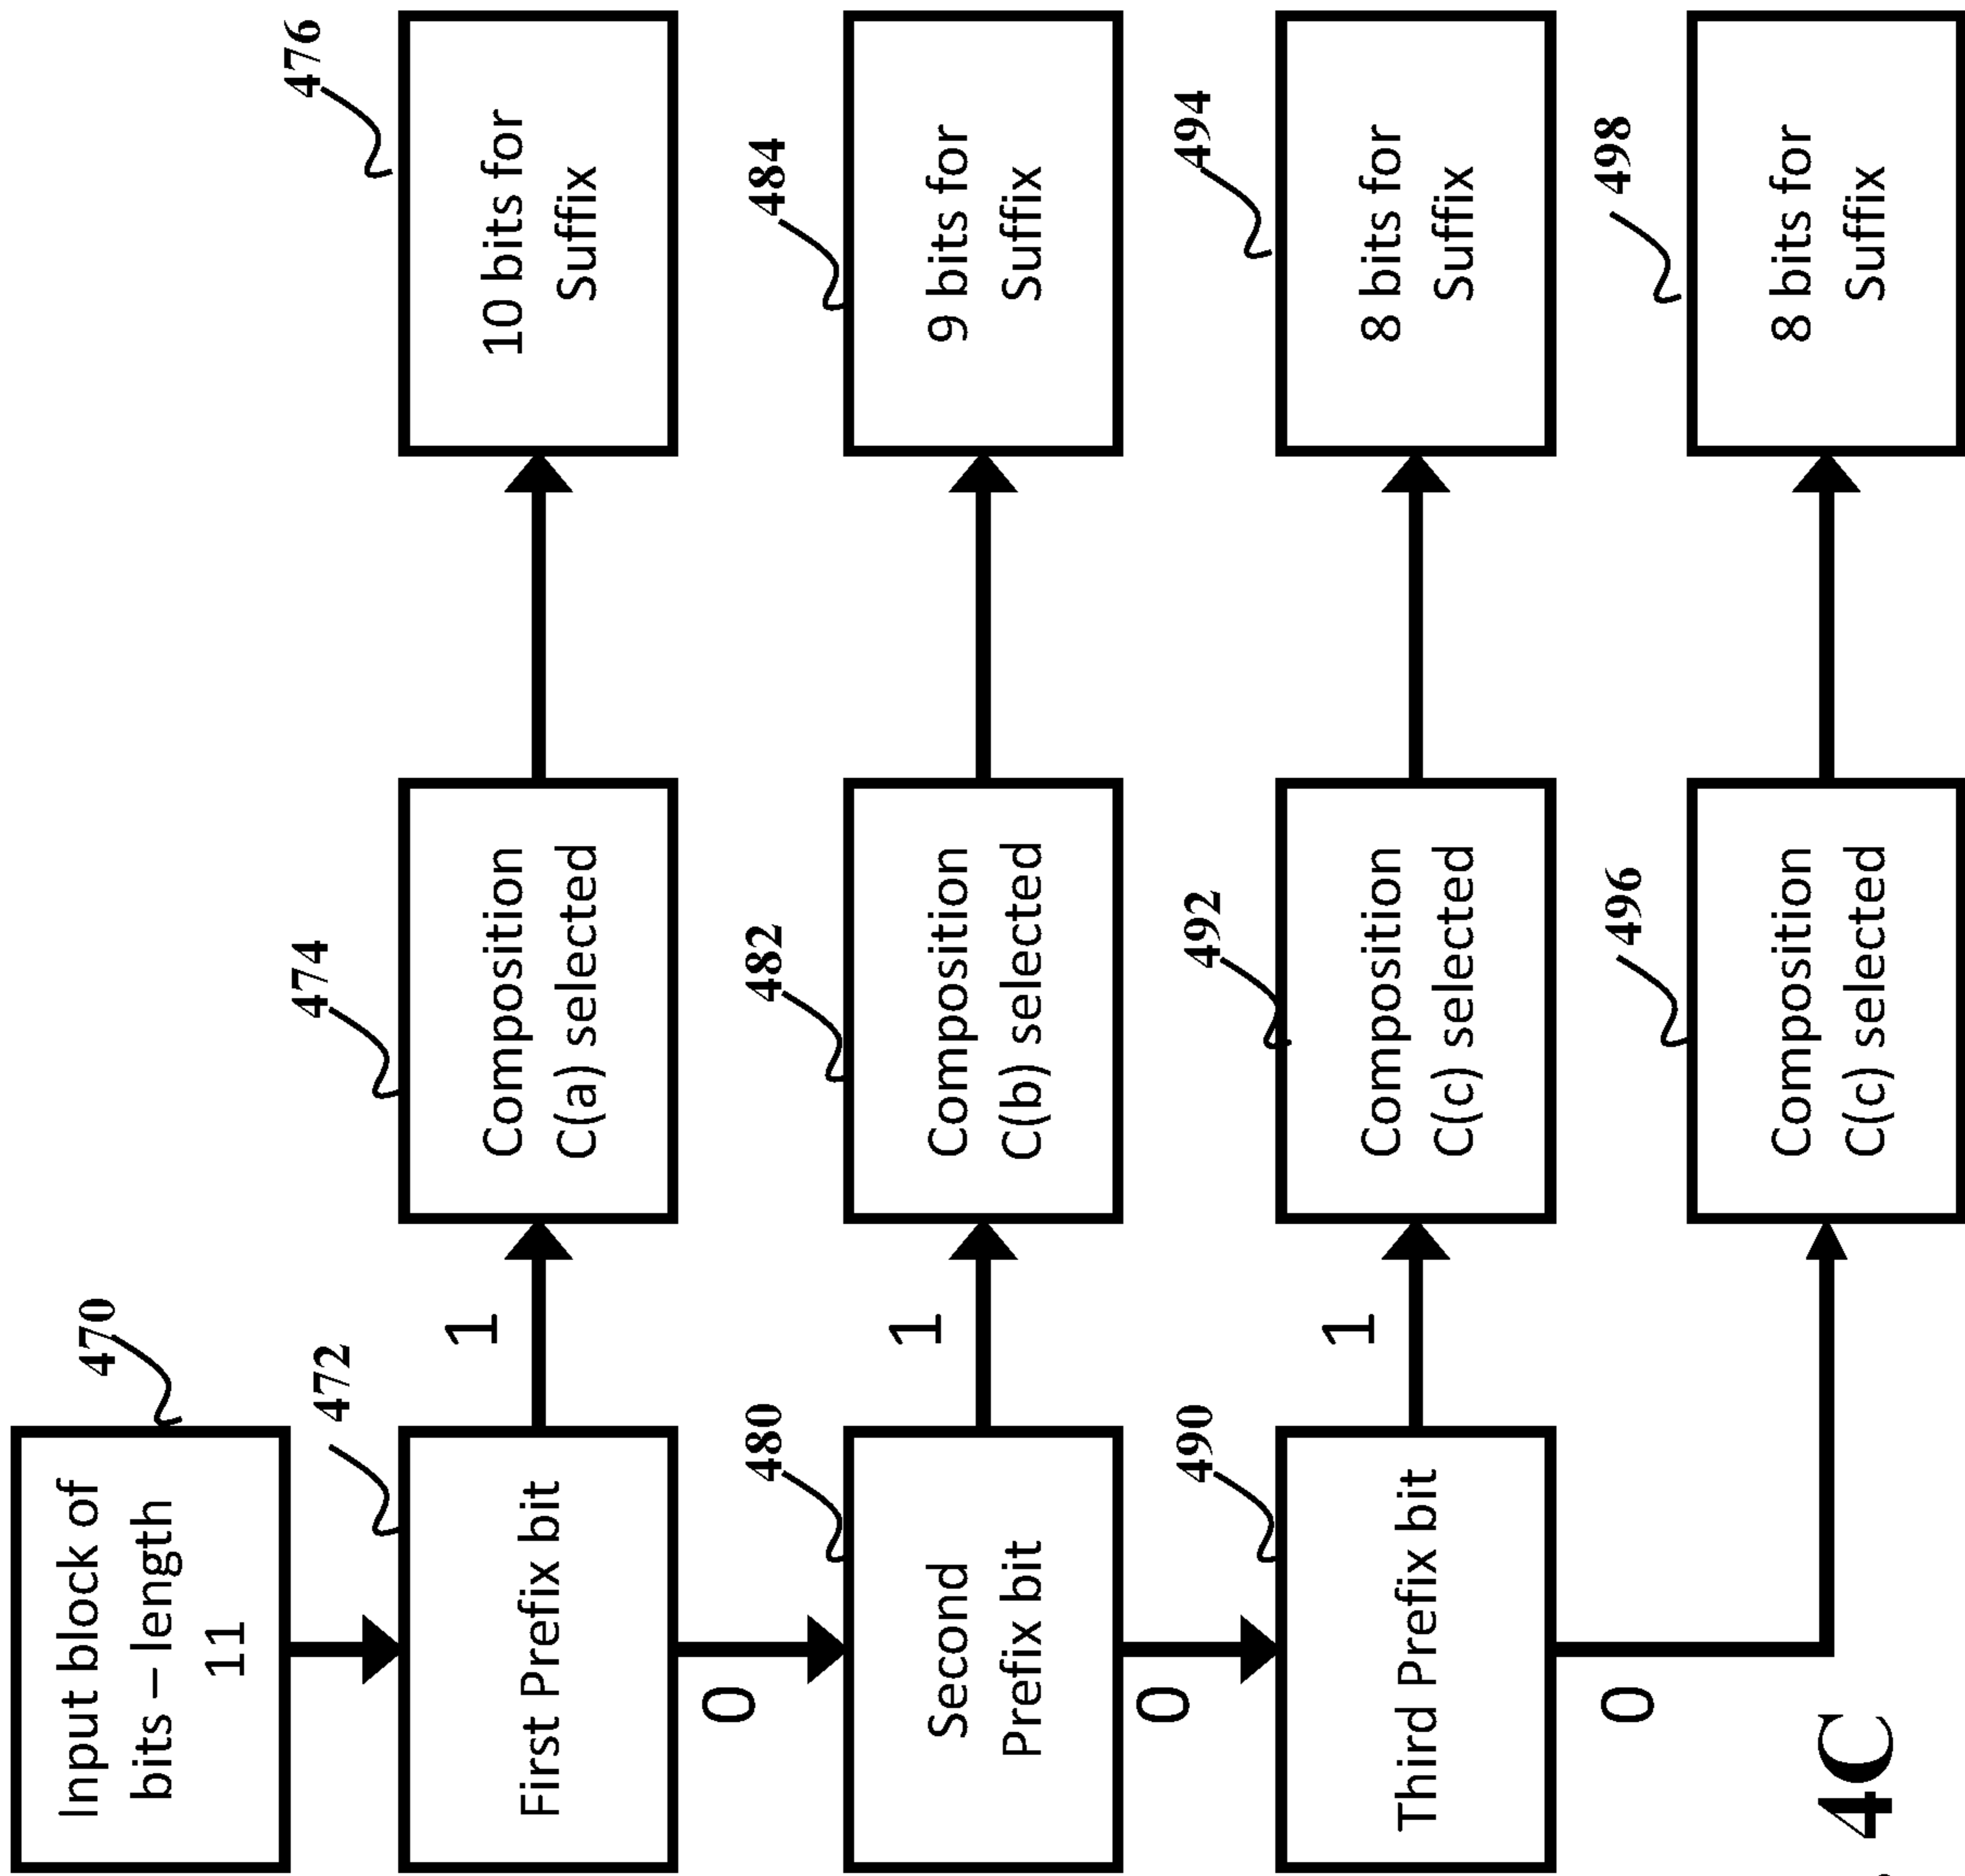 470
Input block of
bits – length
11
472
First Prefix bit
1
474
Composition
C(a) selected
476
10 bits for
Suffix
0
480
Second
Prefix bit
1
482
Composition
C(b) selected
484
9 bits for
Suffix
0
490
Third Prefix bit
1
492
Composition
C(c) selected
494
8 bits for
Suffix
0
496
Composition
C(c) selected
498
8 bits for
Suffix
4C